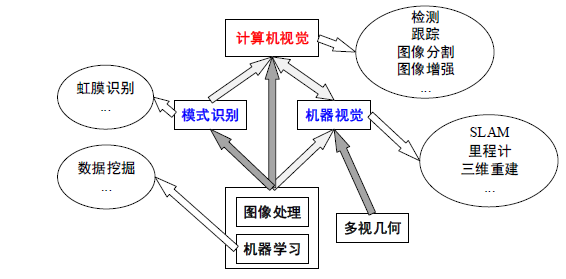 计算机视觉
检测
跟踪
图像分割
图像增强
...
虹膜识别
...
模式识别
机器视觉
SLAM
里程计
三维重建
...
数据挖掘
...
图像处理
机器学习
多视几何